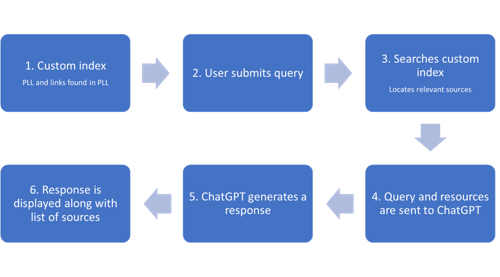 1. Custom index
PLL and links found in PLL
2. User submits query
3. Searches custom
index
Locates relevant sources
4. Query and resources
are sent to ChatGPT
5. ChatGPT generates a
response
6. Response is
displayed along with
list of sources